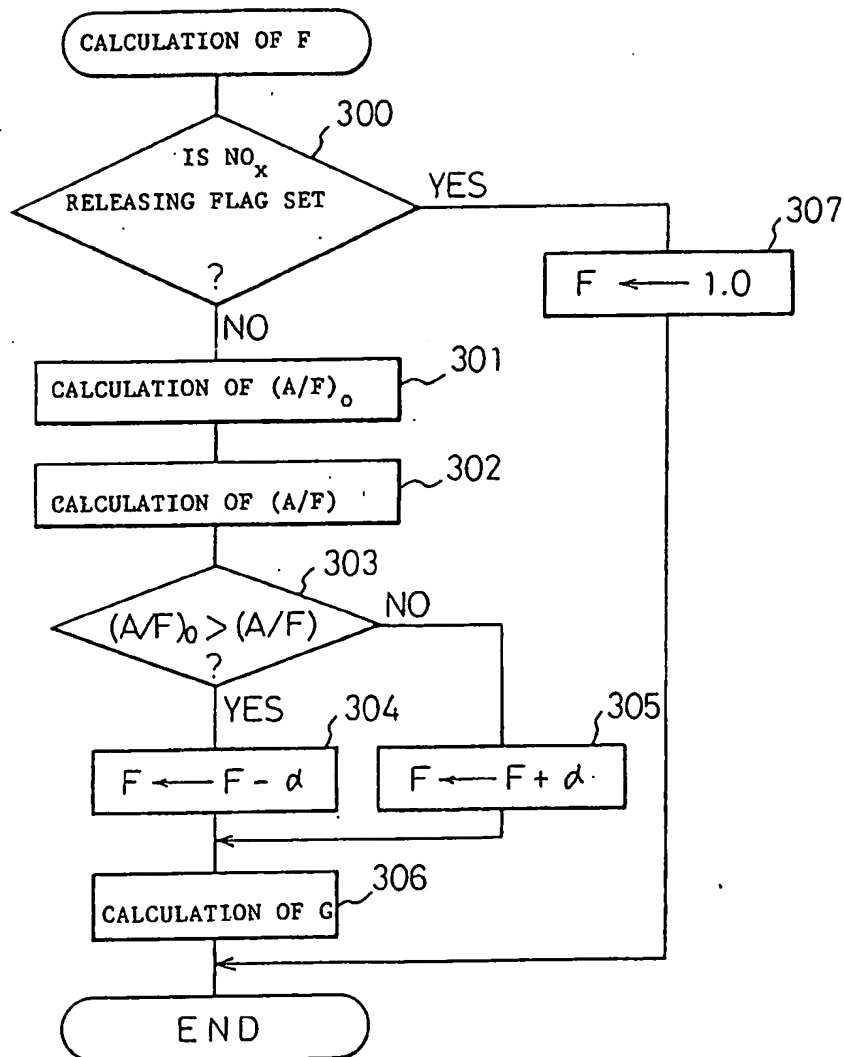 CALCULATION OF F
300
IS NOx
RELEASING FLAG SET
?
YES
307
F ← 1.0
NO
301
CALCULATION OF (A/F)o
302
CALCULATION OF (A/F)
303
(A/F)o > (A/F)
?
NO
YES
304
F ← F - α
305
F ← F + α
306
CALCULATION OF G
END